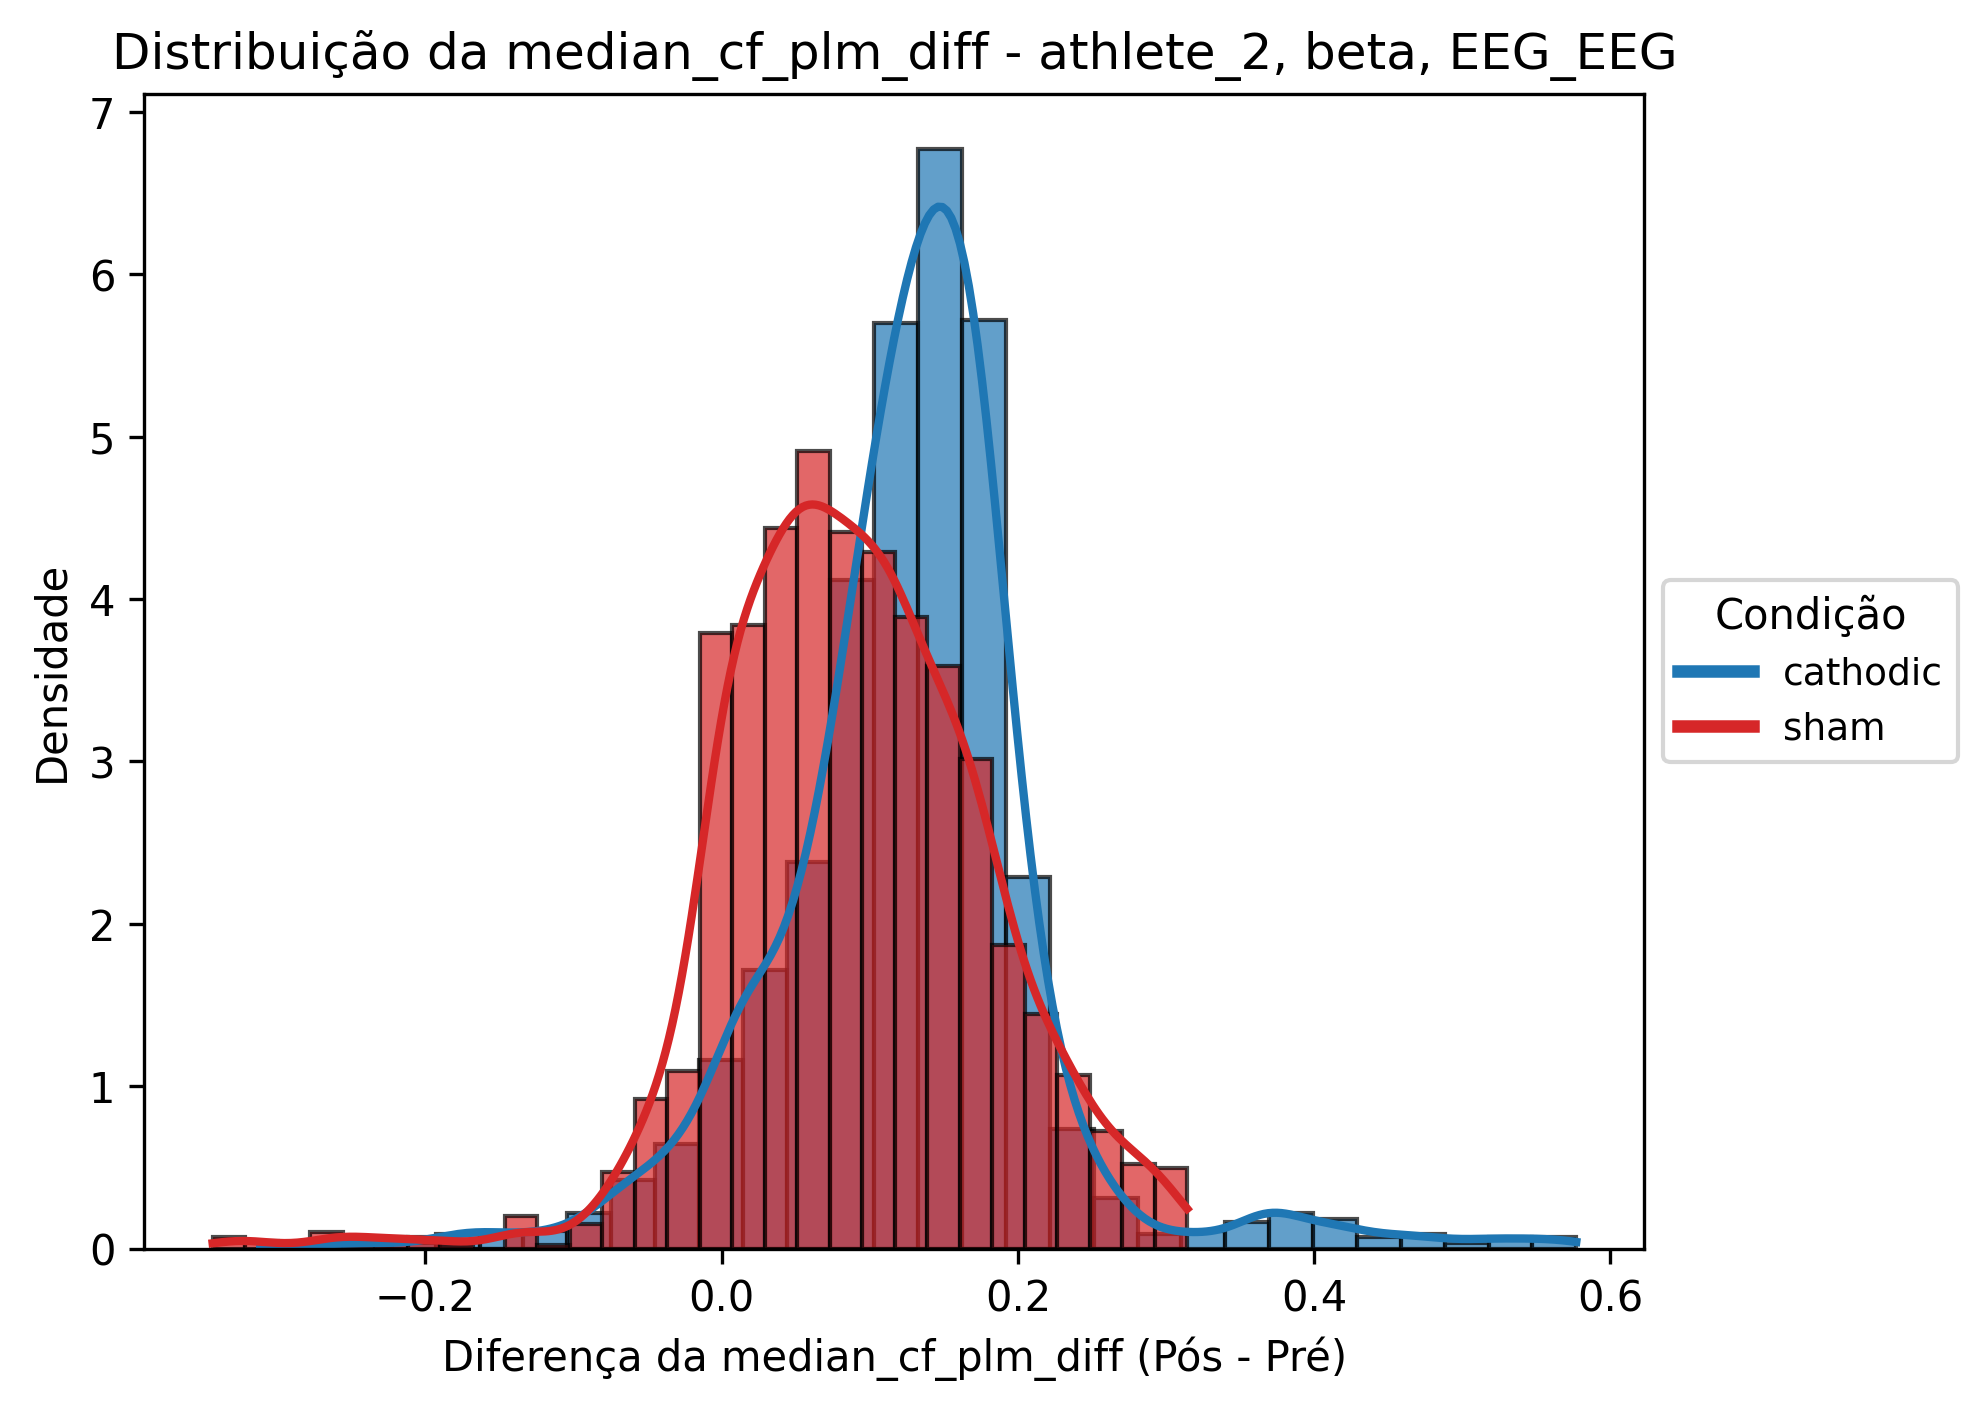 Distribuição da median_cf_plm_diff - athlete_2, beta, EEG_EEG
7
6
5
4
3
2
1
0
Densidade
−0.2
0.0
0.2
0.4
0.6
Diferença da median_cf_plm_diff (Pós - Pré)
Condição
cathodic
sham